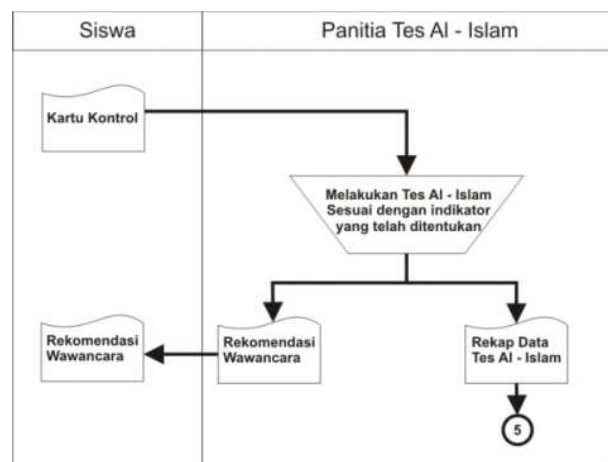 Siswa
Panitia Tes Al - Islam
Kartu Kontrol
Melakukan Tes Al - Islam
Sesuai dengan indikator
yang telah ditentukan
Rekomendasi
Wawancara
Rekomendasi
Wawancara
Rekap Data
Tes Al - Islam
5